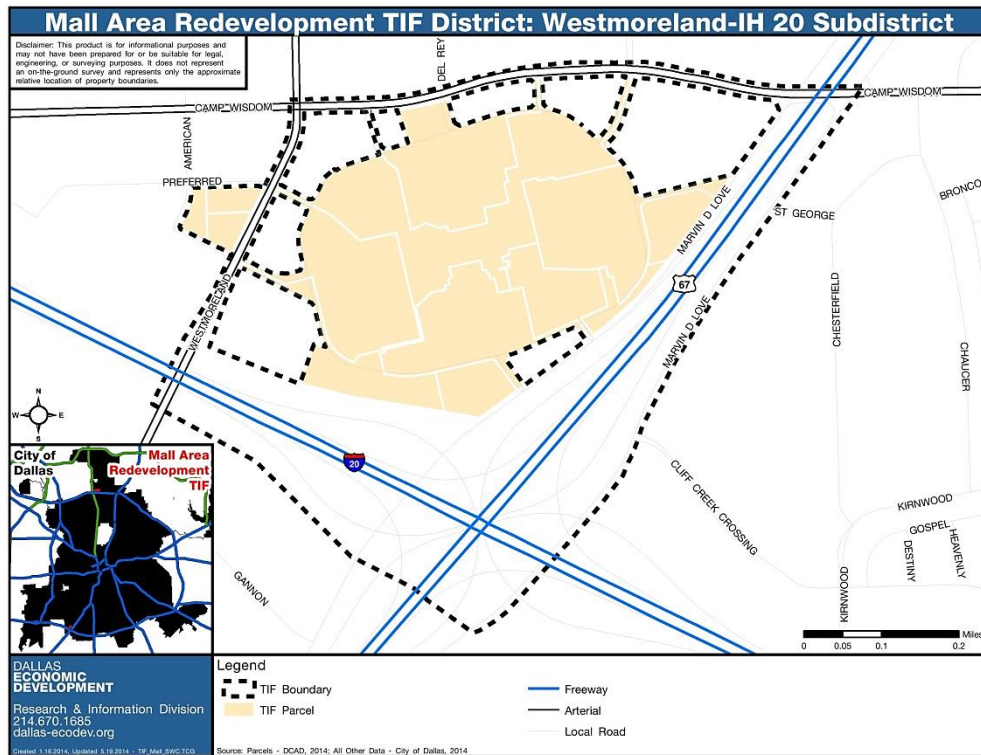 Mall Area Redevelopment TIF District: Westmoreland-IH 20 Subdistrict
Disclaimer: This product is for informational purposes and
may not have been prepared for or be suitable for legal,
engineering, or surveying purposes. It does not represent
an on-the-ground survey and represents only the approximate
relative location of property boundaries.
DEL REY
CAMP WISDOM
CAMP WISDOM
AMERICAN
PREFERRED
MARVIN D LOVE
ST GEORGE
BRONCO
67
WESTMORELAND
MARVIN D LOVE
CHESTERFIELD
CHAUCER
N
W
E
S
20
City of
Dallas
Mall Area
Redevelopment
TIF
CLIFF CREEK CROSSING
KIRNWOOD
GOSPEL
HEAVENLY
DESTINY
KIRNWOOD
GANNON
Miles
0 0.05 0.1 0.2
DALLAS
ECONOMIC
DEVELOPMENT
Research & Information Division
214.670.1685
dallas-ecodev.org
Created 1.16.2014, Updated 5.19.2014 - TIF_Mall_SWC.TCG
Legend
TIF Boundary
TIF Parcel
Freeway
Arterial
Local Road
Source: Parcels - DCAD, 2014; All Other Data - City of Dallas, 2014